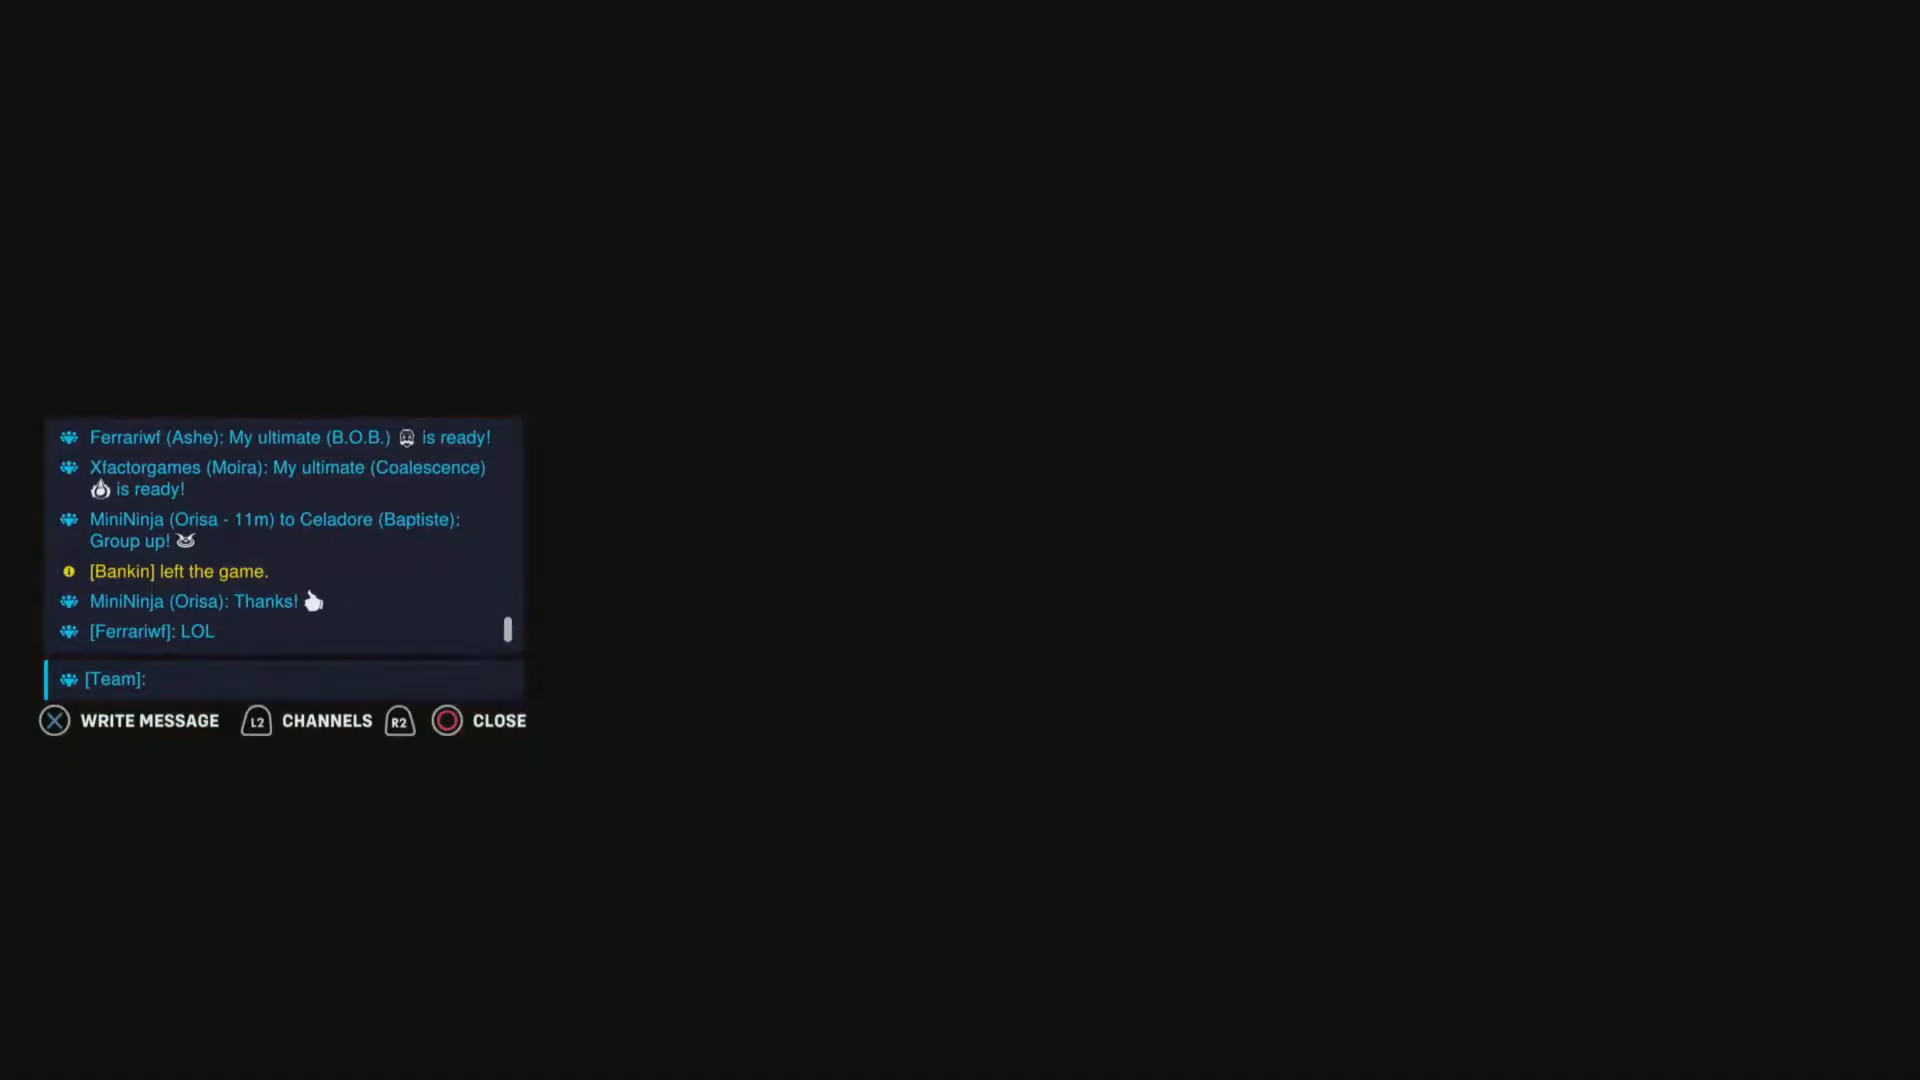 Ferrariwf (Ashe): My ultimate (B.O.B.) is ready!
Xfactorgames (Moira): My ultimate (Coalescence)
is ready!
MiniNinja (Orisa - 11m) to Celadore (Baptiste):
Group up!
[Bankin] left the game.
MiniNinja (Orisa): Thanks!
[Ferrariwf]: LOL
[Team]:
WRITE MESSAGE L2 CHANNELS R2 CLOSE